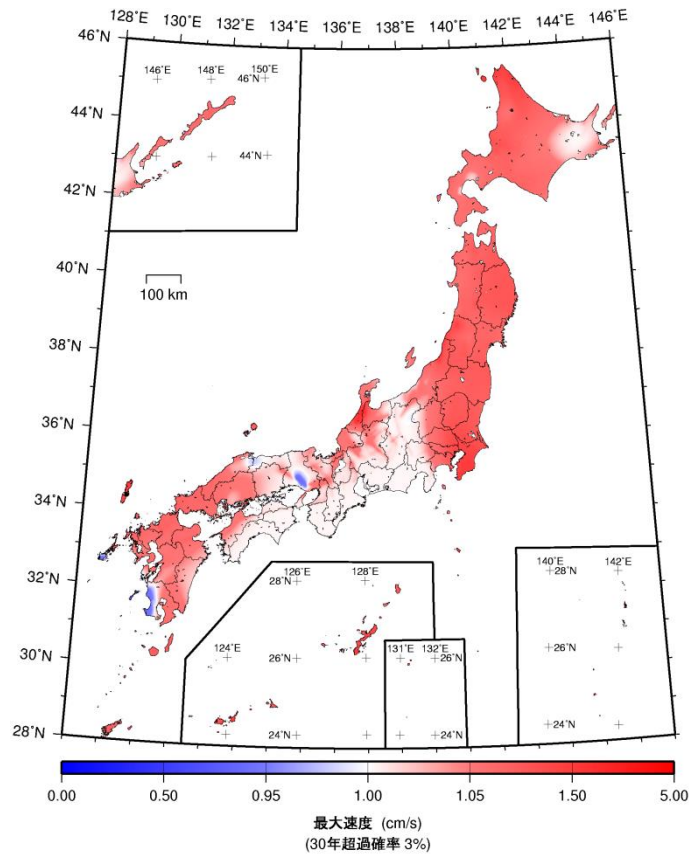 128°E 130°E 132°E 134°E 136°E 138°E 140°E 142°E 144°E 146°E
46°N
146°E 148°E 150°E
46°N
44°N
44°N
42°N
40°N
100 km
38°N
36°N
34°N
32°N
126°E 128°E
28°N
140°E 142°E
28°N
124°E
30°N
26°N
131°E 132°E
26°N
26°N
28°N
24°N
24°N
24°N
0.00 0.50 0.95 1.00 1.05 1.50 5.00
最大速度 (cm/s)
(30年超過確率 3%)